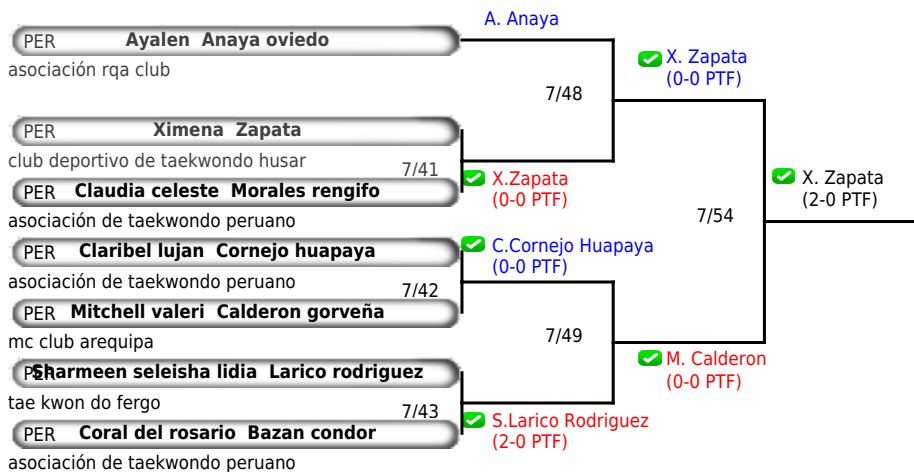 A. Anaya
PER Ayalen Anaya oviedo
asociación rqa club
X. Zapata
(0-0 PTF)
7/48
PER Ximena Zapata
club deportivo de taekwondo husar
7/41
X.Zapata
(0-0 PTF)
PER Claudia celeste Morales rengifo
asociación de taekwondo peruano
X. Zapata
(2-0 PTF)
7/54
PER Claribel lujan Cornejo huapaya
asociación de taekwondo peruano
C.Cornejo Huapaya
(0-0 PTF)
7/42
PER Mitchell valeri Calderon gorveña
mc club arequipa
7/49
M. Calderon
(0-0 PTF)
PER Sharmeen seleisha lidia Larico rodriguez
tae kwon do fergo
7/43
S.Larico Rodriguez
(2-0 PTF)
PER Coral del rosario Bazan condor
asociación de taekwondo peruano